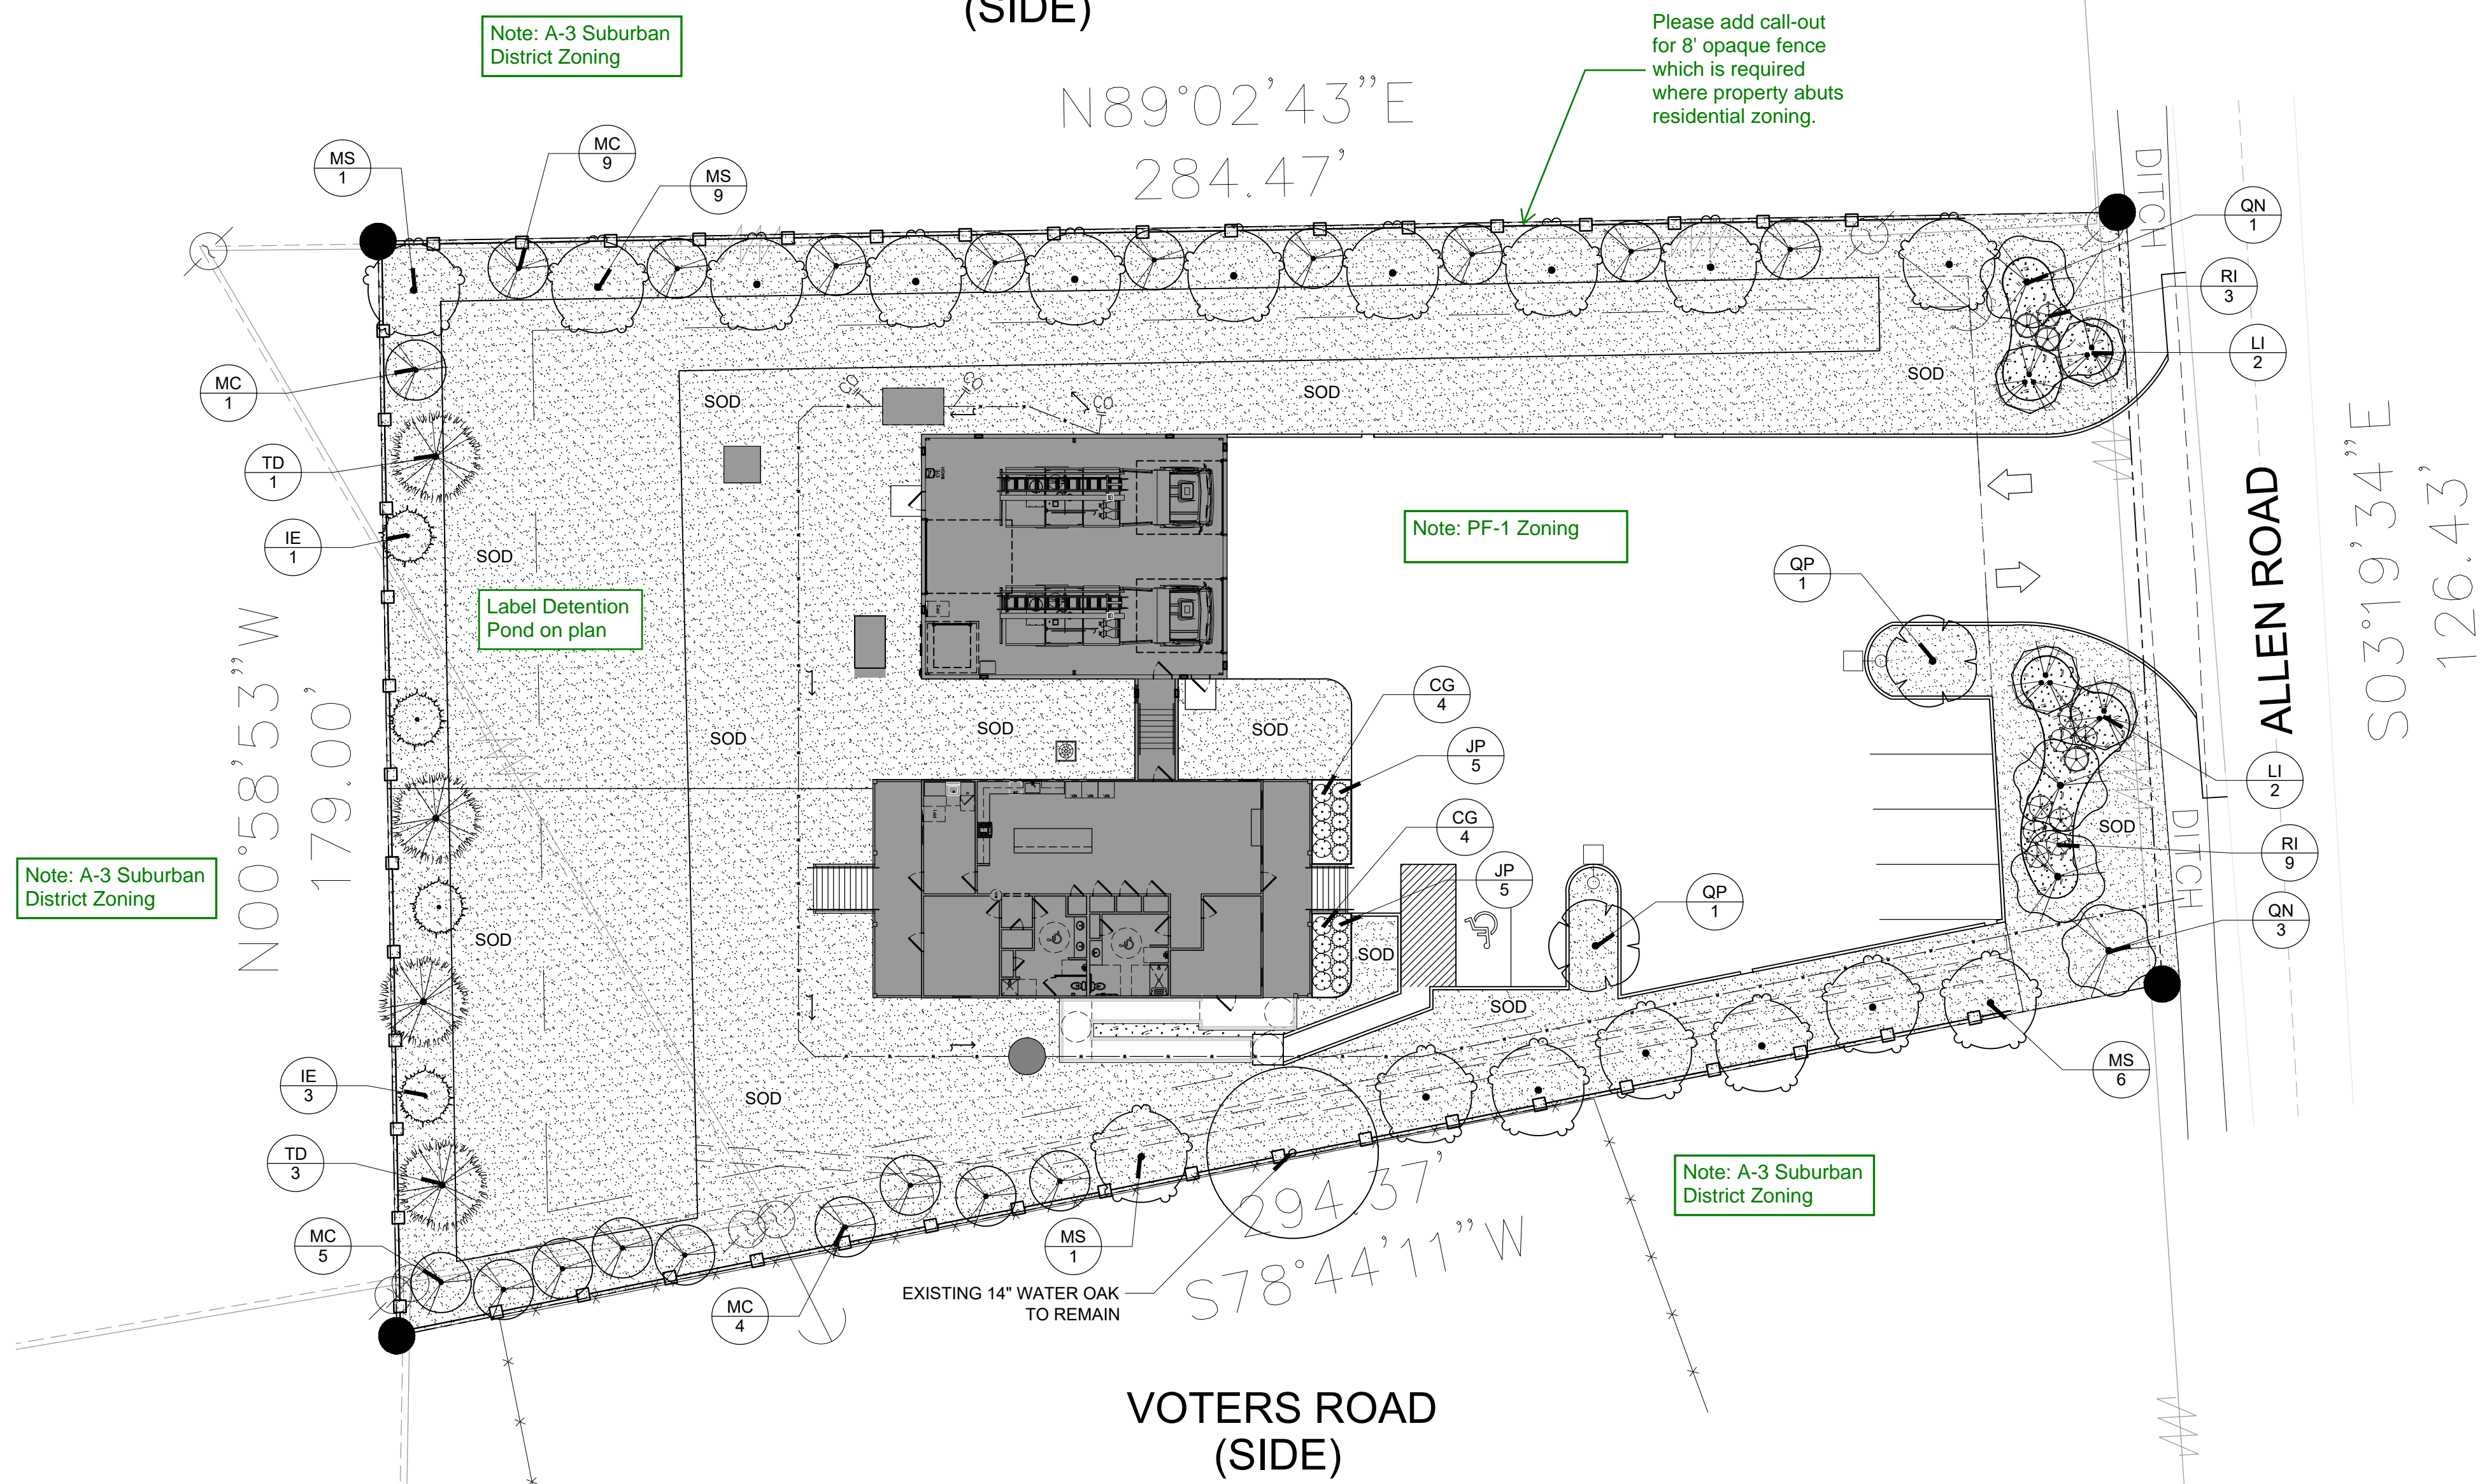 (SIDE)
Note: A-3 Suburban
District Zoning
Please add call-out
for 8' opaque fence
which is required
where property abuts
residential zoning.
N89°02'43"E
284.47'
MS
1
MC
9
MS
9
DITCH
QN
1
RI
3
LI
2
MC
1
TD
1
IE
1
SOD
SOD
SOD
SOD
CO
CO
CO
Note: PF-1 Zoning
Label Detention
Pond on plan
QP
1
ALLEN ROAD
S03°19'34"E
126.43'
N00°58'53"W
179.00'
CG
4
JP
5
SOD
SOD
SOD
LI
2
CG
4
JP
5
DITCH
SOD
RI
9
Note: A-3 Suburban
District Zoning
QP
1
QN
3
SOD
SOD
SOD
MS
6
IE
3
SOD
TD
3
Note: A-3 Suburban
District Zoning
294.37'
S78°44'11"W
MC
5
MS
1
EXISTING 14" WATER OAK
TO REMAIN
MC
4
VOTERS ROAD
(SIDE)